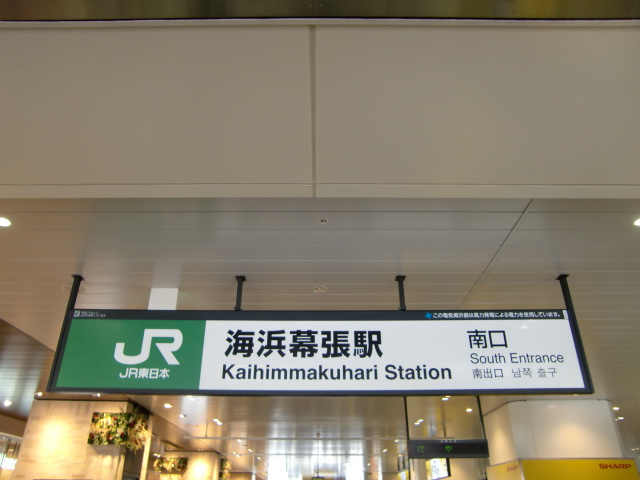 この電気掲示器は風力発電による電力を使用しています。
JR
JR東日本
海浜幕張駅
Kaihimmakuhari Station
南口
South Entrance
南出口 남쪽 출구
SHARP